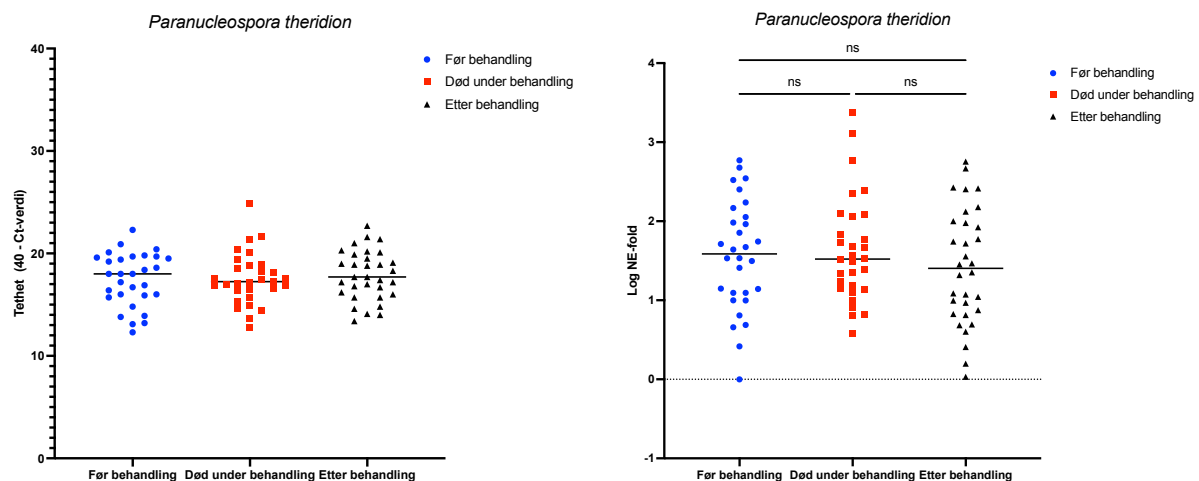 Paranucleospora theridion
Tethet (40 - Ct-verdi)
40
30
20
10
0
Før behandling
Død under behandling
Etter behandling
Før behandling
Død under behandling
Etter behandling
Paranucleospora theridion
Log NE-fold
4
3
2
1
0
-1
ns
ns
ns
Før behandling
Død under behandling
Etter behandling
Før behandling
Død under behandling
Etter behandling